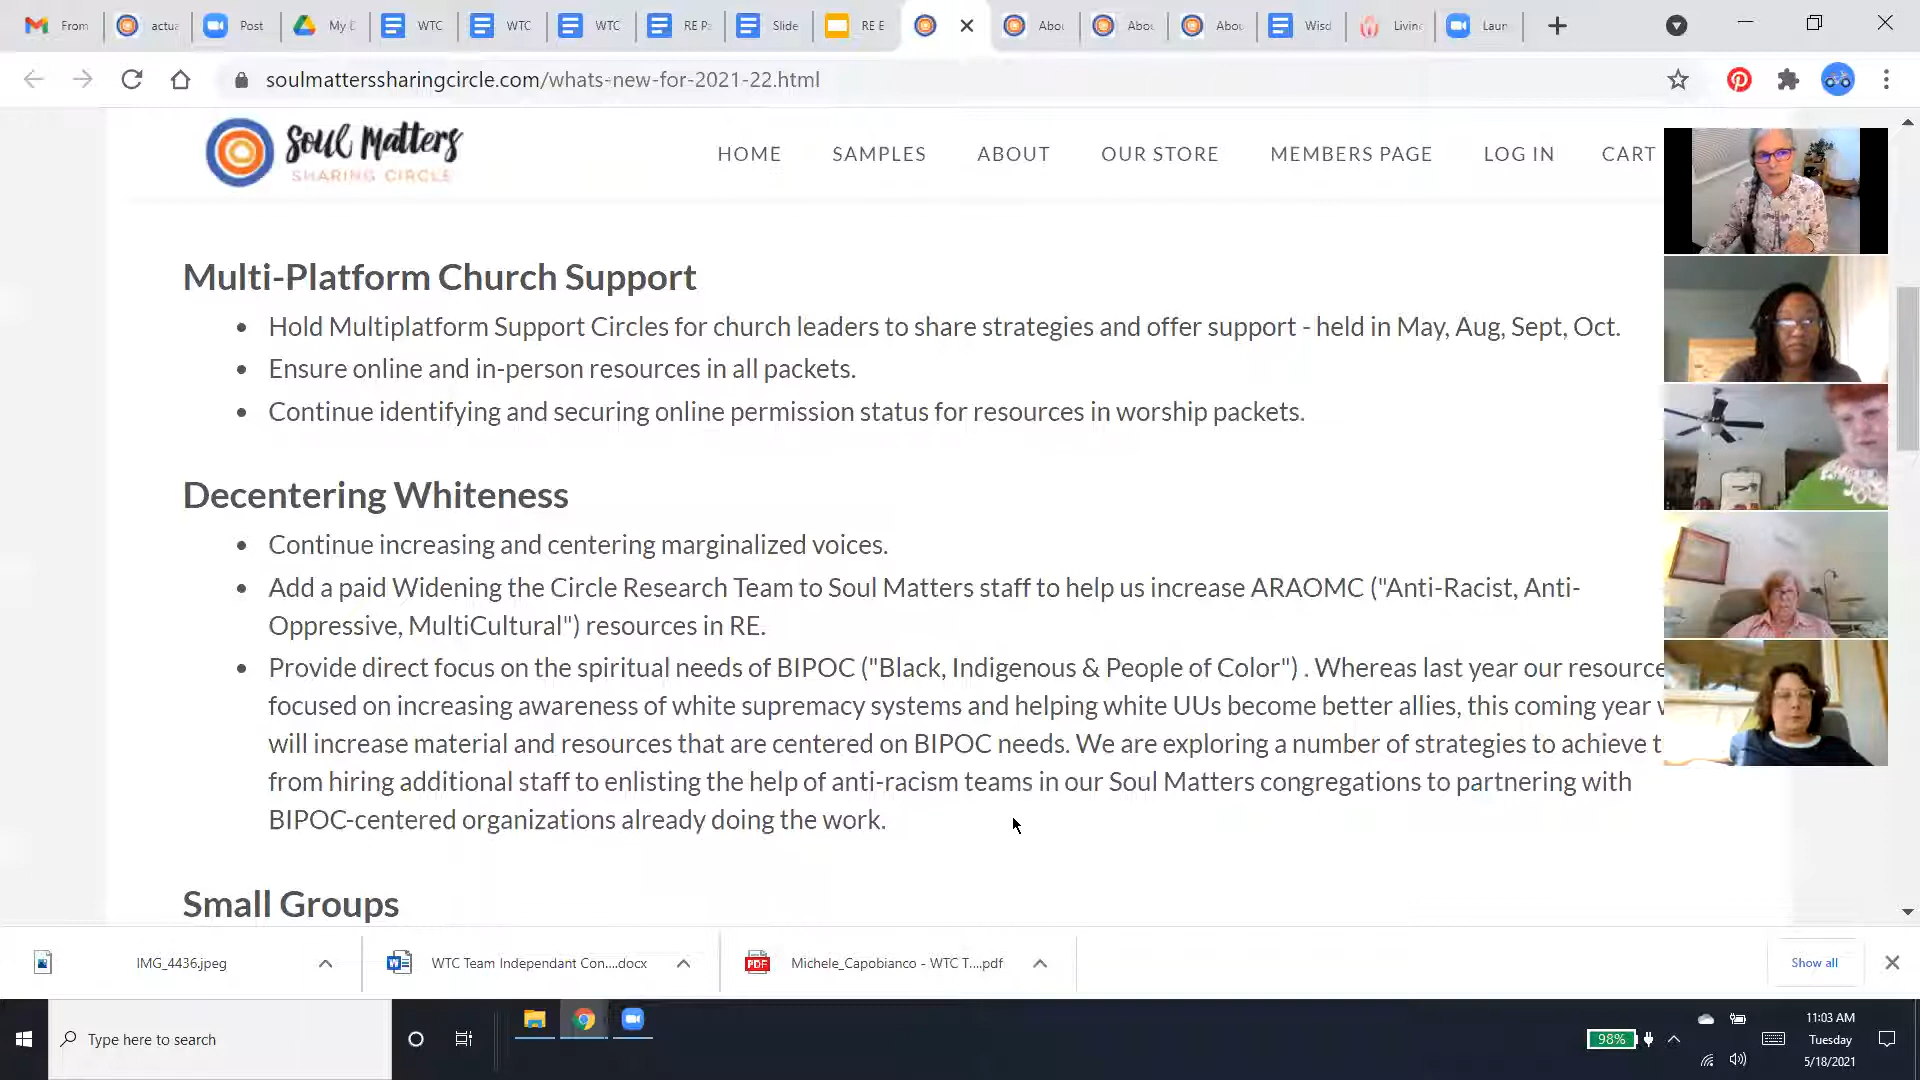 From actua Post My D WTC WTC WTC RE Pa Slide RE E Abou Abou Abou Wisd Living Laun
soulmatterssharingcircle.com/whats-new-for-2021-22.html
Soul Matters
SHARING CIRCLE
HOME SAMPLES ABOUT OUR STORE MEMBERS PAGE LOG IN CART
Multi-Platform Church Support
• Hold Multiplatform Support Circles for church leaders to share strategies and offer support - held in May, Aug, Sept, Oct.
• Ensure online and in-person resources in all packets.
• Continue identifying and securing online permission status for resources in worship packets.
Decentering Whiteness
• Continue increasing and centering marginalized voices.
• Add a paid Widening the Circle Research Team to Soul Matters staff to help us increase ARAOMC ("Anti-Racist, Anti-
Oppressive, MultiCultural") resources in RE.
• Provide direct focus on the spiritual needs of BIPOC ("Black, Indigenous & People of Color") . Whereas last year our resource
focused on increasing awareness of white supremacy systems and helping white UUs become better allies, this coming year
will increase material and resources that are centered on BIPOC needs. We are exploring a number of strategies to achieve t
from hiring additional staff to enlisting the help of anti-racism teams in our Soul Matters congregations to partnering with
BIPOC-centered organizations already doing the work.
Small Groups
IMG_4436.jpeg WTC Team Independant Con....docx Michele_Capobianco - WTC T....pdf Show all
Type here to search
98%
11:03 AM
Tuesday
5/18/2021